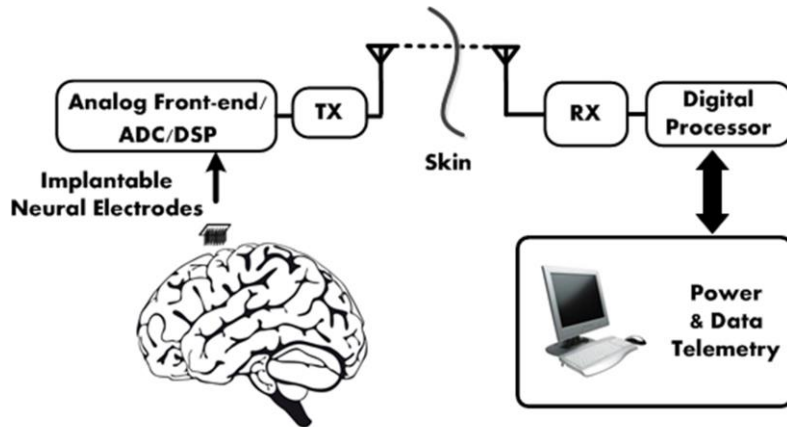 Analog Front-end/
ADC/DSP
TX
Skin
RX
Digital
Processor
Implantable
Neural Electrodes
Power
& Data
Telemetry